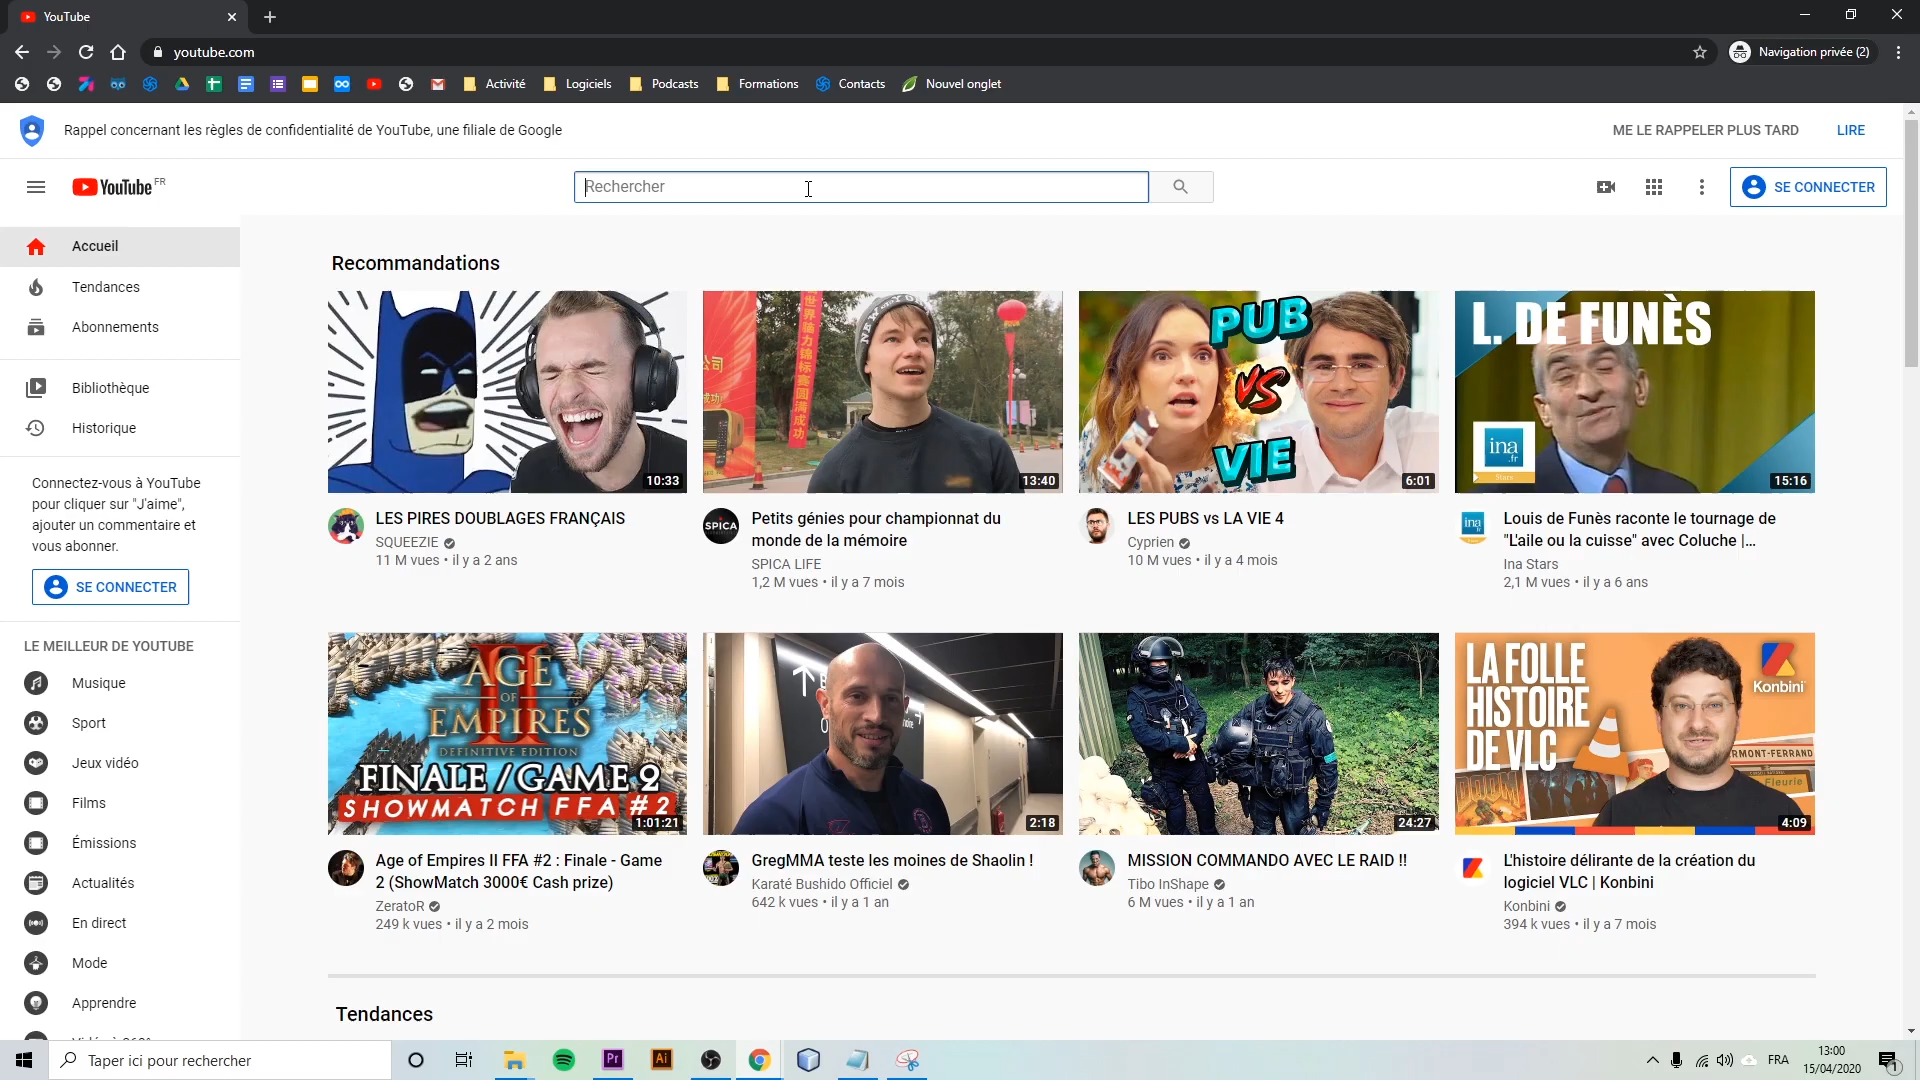 YouTube
youtube.com
Navigation privée (2)
Activité
Logiciels
Podcasts
Formations
Contacts
Nouvel onglet
Rappel concernant les règles de confidentialité de YouTube, une filiale de Google
ME LE RAPPELER PLUS TARD
LIRE
YouTube FR
Rechercher
SE CONNECTER
Accueil
Tendances
Abonnements
Bibliothèque
Historique
Connectez-vous à YouTube
pour cliquer sur "J'aime",
ajouter un commentaire et
vous abonner.
SE CONNECTER
LE MEILLEUR DE YOUTUBE
Musique
Sport
Jeux vidéo
Films
Émissions
Actualités
En direct
Mode
Apprendre
Recommandations
10:33
LES PIRES DOUBLAGES FRANÇAIS
SQUEEZIE
11 M vues • il y a 2 ans
13:40
SPICA
Petits génies pour championnat du
monde de la mémoire
SPICA LIFE
1,2 M vues • il y a 7 mois
PUB
VS
VIE
6:01
LES PUBS vs LA VIE 4
Cyprien
10 M vues • il y a 4 mois
L. DE FUNÈS
ina
.fr
Stars
15:16
ina
Louis de Funès raconte le tournage de
"L'aile ou la cuisse" avec Coluche |...
Ina Stars
2,1 M vues • il y a 6 ans
AGE
OF
EMPIRES
II
DEFINITIVE EDITION
FINALE / GAME 2
SHOWMATCH FFA #2
1:01:21
Age of Empires II FFA #2 : Finale - Game
2 (ShowMatch 3000€ Cash prize)
ZeratoR
249 k vues • il y a 2 mois
2:18
GregMMA teste les moines de Shaolin !
Karaté Bushido Officiel
642 k vues • il y a 1 an
24:27
MISSION COMMANDO AVEC LE RAID !!
Tibo InShape
6 M vues • il y a 1 an
LA FOLLE
HISTOIRE
DE VLC
Konbini
RMONT-FERRAND
Fleurie
DOOM
4:09
L'histoire délirante de la création du
logiciel VLC | Konbini
Konbini
394 k vues • il y a 7 mois
Tendances
Taper ici pour rechercher
Pr
Ai
FRA
13:00
15/04/2020
1